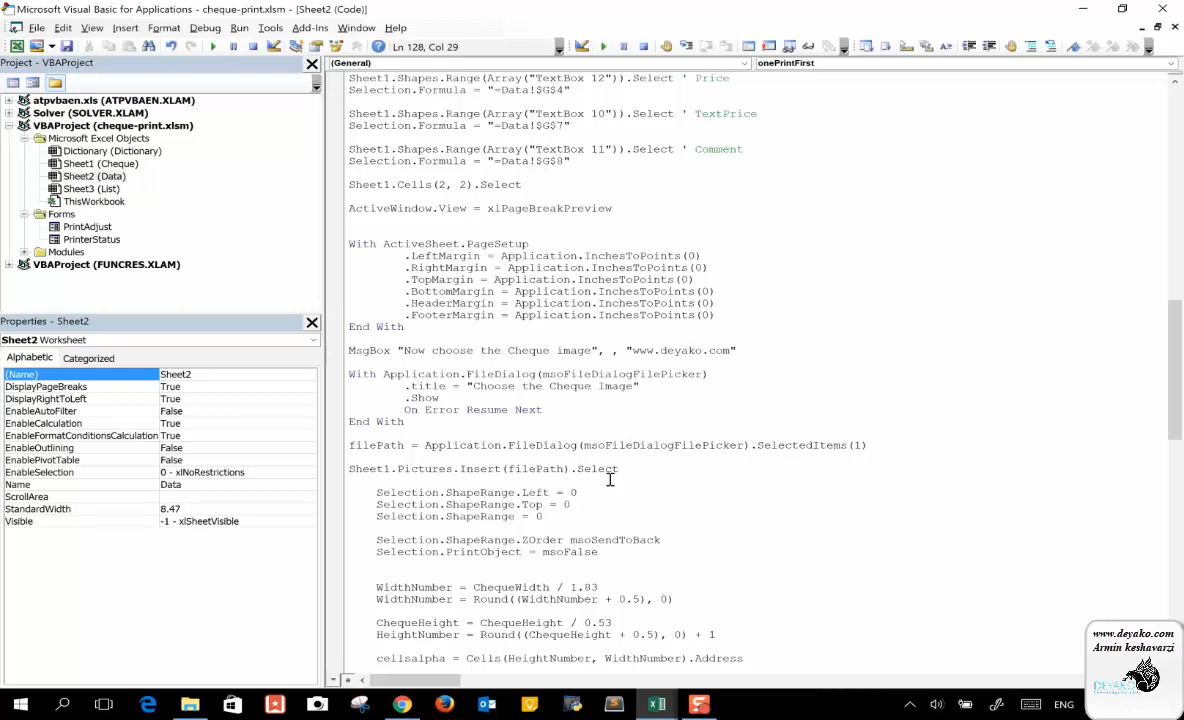 Microsoft Visual Basic for Applications - cheque-print.xlsm - [Sheet2 (Code)]
File Edit View Insert Format Debug Run Tools Add-Ins Window Help
Ln 128, Col 29
Project - VBAProject
atpvbaen.xls (ATPVBAEN.XLAM)
Solver (SOLVER.XLAM)
VBAProject (cheque-print.xlsm)
Microsoft Excel Objects
Dictionary (Dictionary)
Sheet1 (Cheque)
Sheet2 (Data)
Sheet3 (List)
ThisWorkbook
Forms
PrintAdjust
PrinterStatus
Modules
VBAProject (FUNCRES.XLAM)
Properties - Sheet2
Sheet2 Worksheet
Alphabetic Categorized
(Name) Sheet2
DisplayPageBreaks True
DisplayRightToLeft True
EnableAutoFilter False
EnableCalculation True
EnableFormatConditionsCalculation True
EnableOutlining False
EnablePivotTable False
EnableSelection 0 - xlNoRestrictions
Name Data
ScrollArea
StandardWidth 8.47
Visible -1 - xlSheetVisible
(General) onePrintFirst
Sheet1.Shapes.Range(Array("TextBox 12")).Select ' Price
Selection.Formula = "=Data!$G$4"
Sheet1.Shapes.Range(Array("TextBox 10")).Select ' TextPrice
Selection.Formula = "=Data!$G$7"
Sheet1.Shapes.Range(Array("TextBox 11")).Select ' Comment
Selection.Formula = "=Data!$G$8"
Sheet1.Cells(2, 2).Select
ActiveWindow.View = xlPageBreakPreview
With ActiveSheet.PageSetup
.LeftMargin = Application.InchesToPoints(0)
.RightMargin = Application.InchesToPoints(0)
.TopMargin = Application.InchesToPoints(0)
.BottomMargin = Application.InchesToPoints(0)
.HeaderMargin = Application.InchesToPoints(0)
.FooterMargin = Application.InchesToPoints(0)
End With
MsgBox "Now choose the Cheque image", , "www.deyako.com"
With Application.FileDialog(msoFileDialogFilePicker)
.title = "Choose the Cheque Image"
.Show
On Error Resume Next
End With
filePath = Application.FileDialog(msoFileDialogFilePicker).SelectedItems(1)
Sheet1.Pictures.Insert(filePath).Select
Selection.ShapeRange.Left = 0
Selection.ShapeRange.Top = 0
Selection.ShapeRange = 0
Selection.ShapeRange.ZOrder msoSendToBack
Selection.PrintObject = msoFalse
WidthNumber = ChequeWidth / 1.83
WidthNumber = Round((WidthNumber + 0.5), 0)
ChequeHeight = ChequeHeight / 0.53
HeightNumber = Round((ChequeHeight + 0.5), 0) + 1
cellsalpha = Cells(HeightNumber, WidthNumber).Address
www.deyako.com
Armin keshavarzi
DEYAKO
ENG